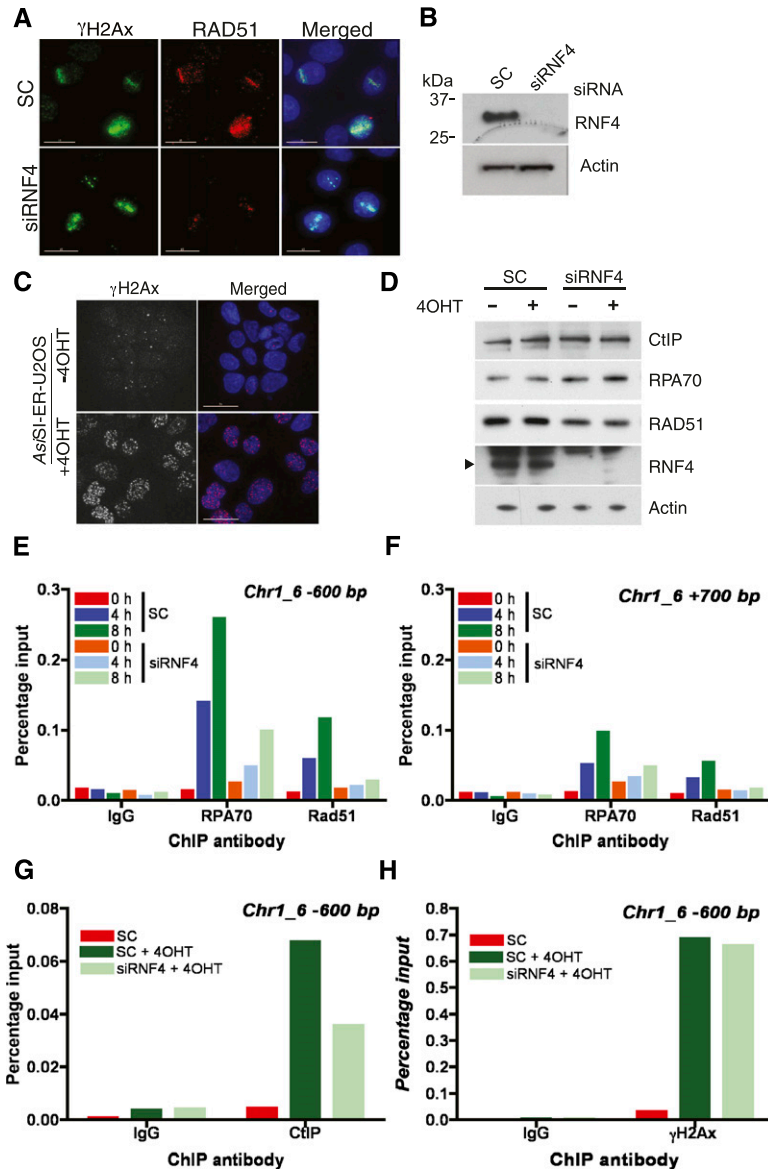 A
γH2Ax RAD51 Merged
SC
siRNF4
B
kDa
SC siRNF4 siRNA
37-
RNF4
25-
Actin
C
γH2Ax Merged
AsiSI-ER-U2OS
-4OHT
+4OHT
D
SC siRNF4
4OHT – + – +
CtIP
RPA70
RAD51
RNF4
Actin
E
Chr1_6 -600 bp
0.3
0.2
0.1
0.0
Percentage input
0 h
4 h
8 h
SC
0 h
4 h
8 h
siRNF4
IgG RPA70 Rad51
ChIP antibody
F
Chr1_6 +700 bp
0.3
0.2
0.1
0.0
Percentage input
0 h
4 h
8 h
SC
0 h
4 h
8 h
siRNF4
IgG RPA70 Rad51
ChIP antibody
G
Chr1_6 -600 bp
0.08
0.06
0.04
0.02
0.00
Percentage input
SC
SC + 4OHT
siRNF4 + 4OHT
IgG CtIP
ChIP antibody
H
Chr1_6 -600 bp
0.8
0.7
0.6
0.5
0.4
0.3
0.2
0.1
0.0
Percentage input
SC
SC + 4OHT
siRNF4 + 4OHT
IgG γH2Ax
ChIP antibody